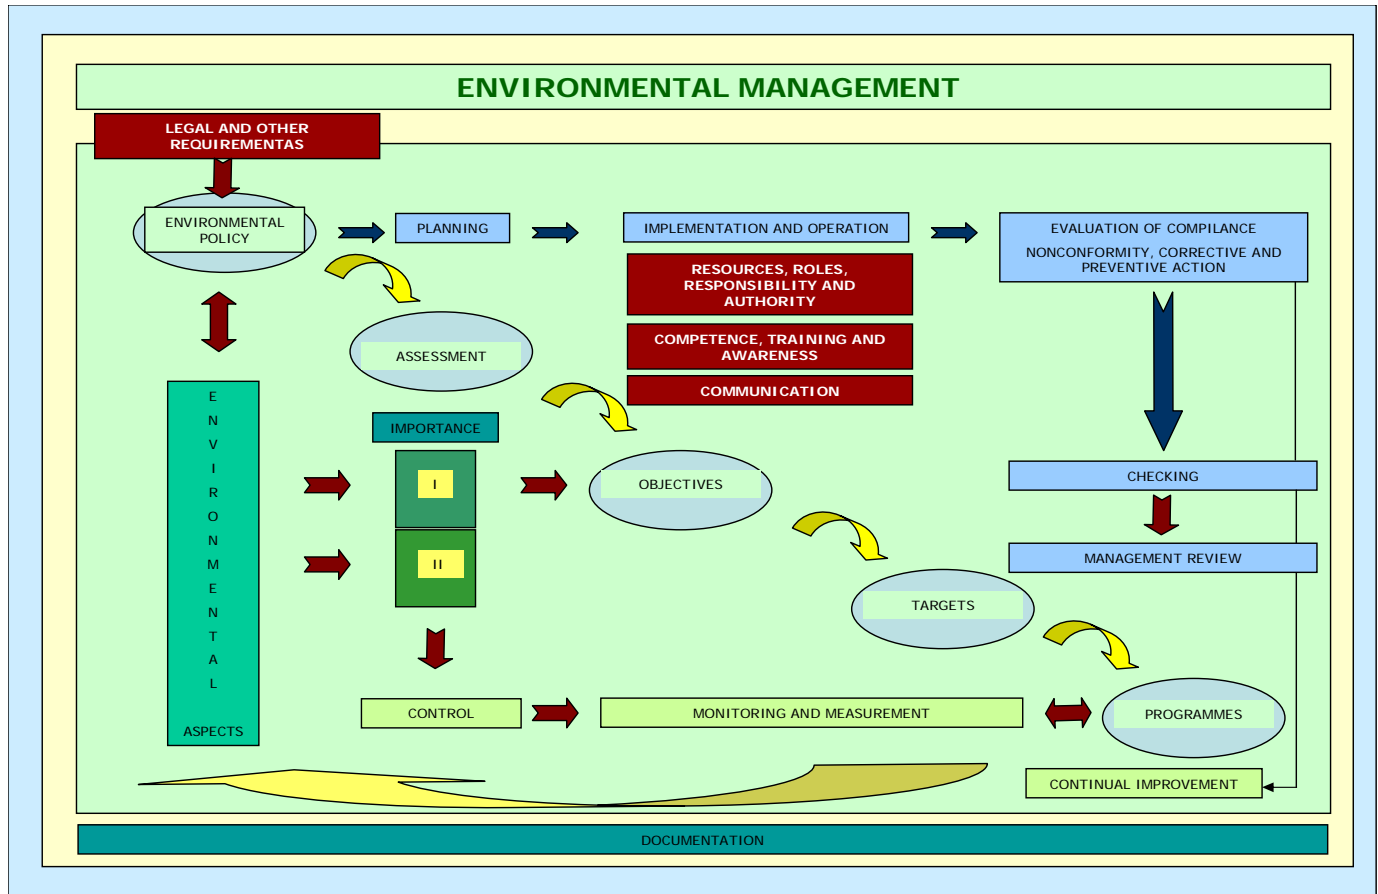 ENVIRONMENTAL MANAGEMENT
LEGAL AND OTHER
REQUIREMENTAS
ENVIRONMENTAL
POLICY
PLANNING
IMPLEMENTATION AND OPERATION
EVALUATION OF COMPILANCE
NONCONFORMITY, CORRECTIVE AND
PREVENTIVE ACTION
RESOURCES, ROLES,
RESPONSIBILITY AND
AUTHORITY
COMPETENCE, TRAINING AND
AWARENESS
COMMUNICATION
ASSESSMENT
IMPORTANCE
I
II
E
N
V
I
R
O
N
M
E
N
T
A
L
ASPECTS
OBJECTIVES
CHECKING
MANAGEMENT REVIEW
TARGETS
CONTROL
MONITORING AND MEASUREMENT
PROGRAMMES
CONTINUAL IMPROVEMENT
DOCUMENTATION